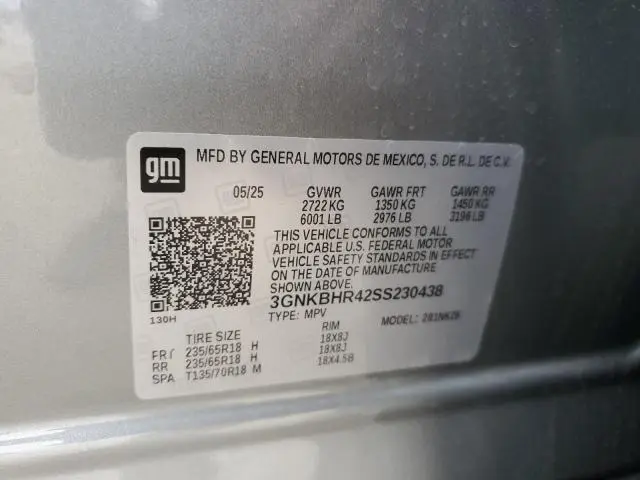 gm
MFD BY GENERAL MOTORS DE MEXICO, S. DE R.L. DE C.V.
05/25 GVWR GAWR FRT GAWR RR
2722 KG 1350 KG 1450 KG
6001 LB 2976 LB 3196 LB
THIS VEHICLE CONFORMS TO ALL
APPLICABLE U.S. FEDERAL MOTOR
VEHICLE SAFETY STANDARDS IN EFFECT
ON THE DATE OF MANUFACTURE
SHOWN ABOVE.
3GNKBHR42SS230438
130H
TYPE: MPV MODEL:
TIRE SIZE RIM
FRT 235/65R18 H 18X8J
RR 235/65R18 H 18X8J
SPA T135/70R18 M 18X4.5B